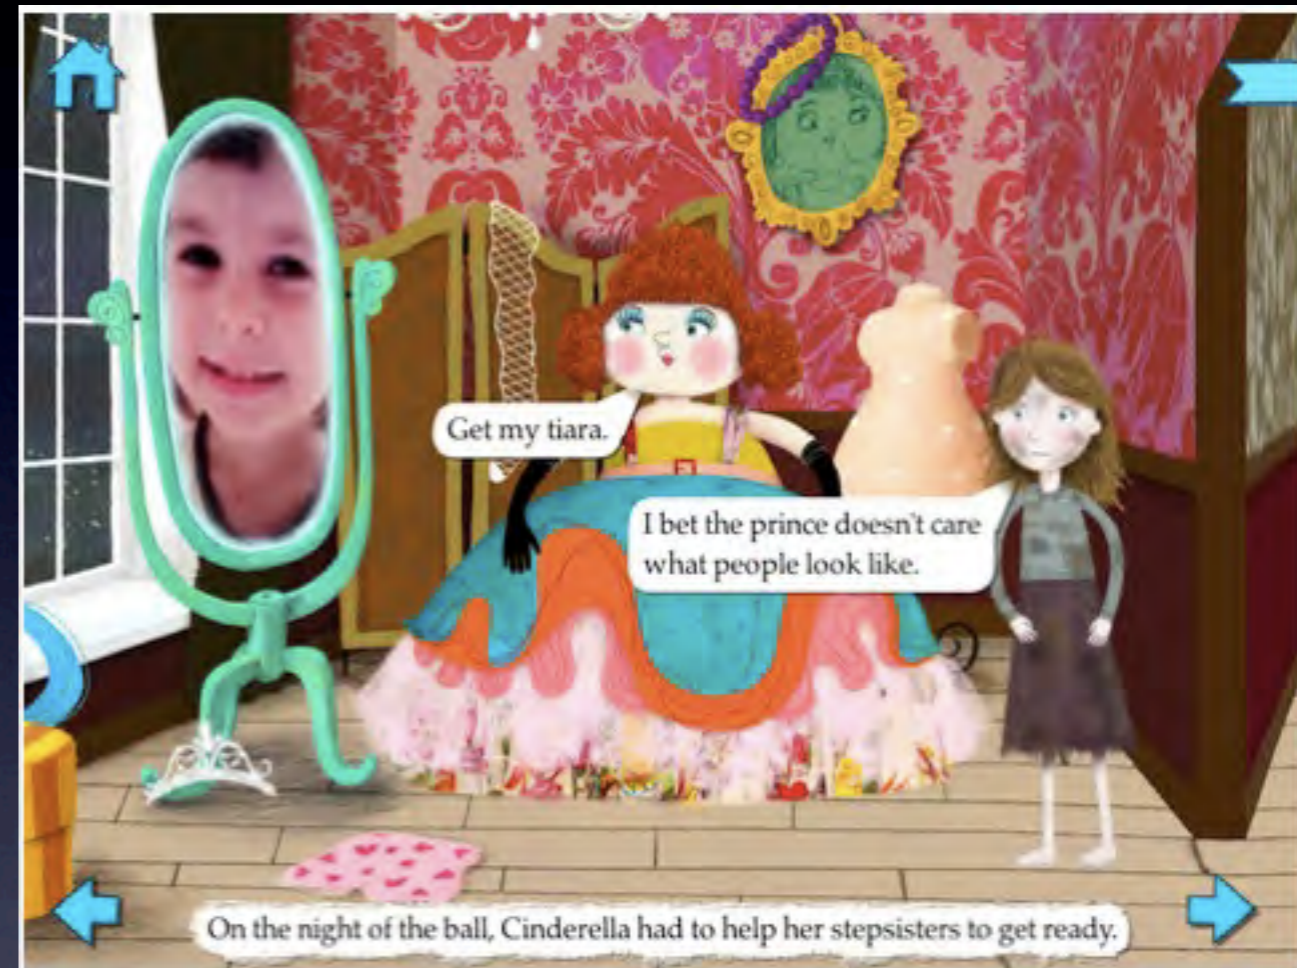 Get my tiara.
I bet the prince doesn't care
what people look like.
On the night of the ball, Cinderella had to help her stepsisters to get ready.